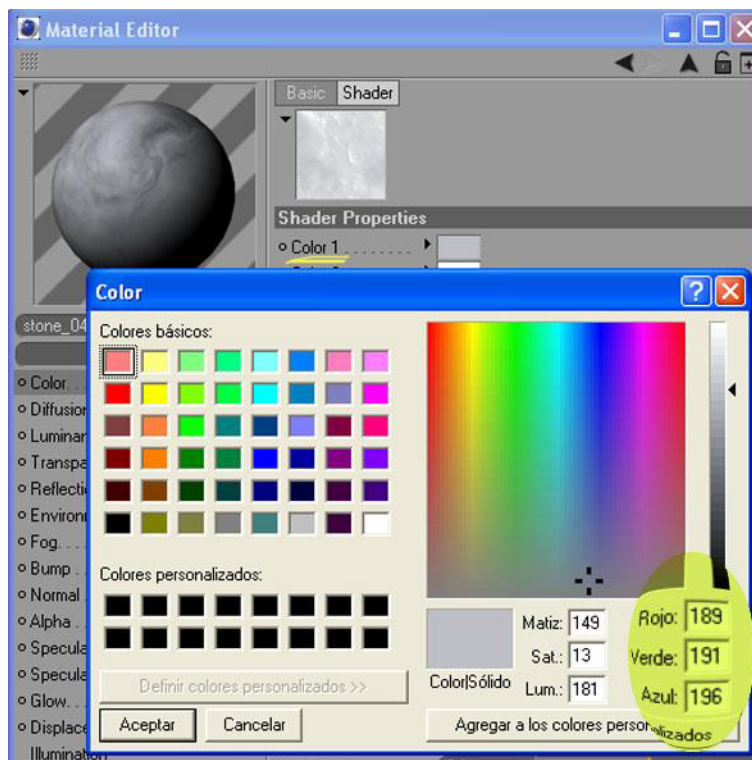 Material Editor
Basic Shader
Shader Properties
Color 1
Color
Colores básicos:
Colores personalizados:
Definir colores personalizados >>
Aceptar Cancelar
Color|Sólido
Matiz: 149
Sat.: 13
Lum.: 181
Rojo: 189
Verde: 191
Azul: 196
Agregar a los colores personalizados
stone_04
Color
Diffusion
Luminan
Transpa
Reflecti
Environm
Fog
Bump
Normal
Alpha
Specula
Specula
Glow
Displace
Illumination